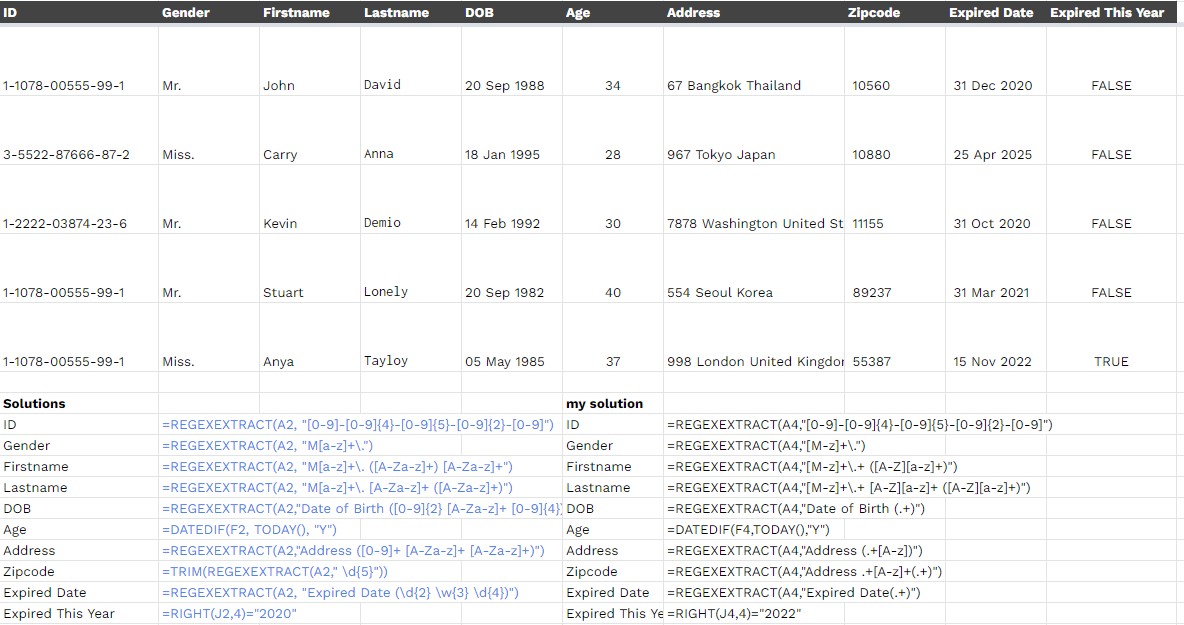 ID Gender Firstname Lastname DOB Age Address Zipcode Expired Date Expired This Year
1-1078-00555-99-1 Mr. John David 20 Sep 1988 34 67 Bangkok Thailand 10560 31 Dec 2020 FALSE
3-5522-87666-87-2 Miss. Carry Anna 18 Jan 1995 28 967 Tokyo Japan 10880 25 Apr 2025 FALSE
1-2222-03874-23-6 Mr. Kevin Demio 14 Feb 1992 30 7878 Washington United St 11155 31 Oct 2020 FALSE
1-1078-00555-99-1 Mr. Stuart Lonely 20 Sep 1982 40 554 Seoul Korea 89237 31 Mar 2021 FALSE
1-1078-00555-99-1 Miss. Anya Tayloy 05 May 1985 37 998 London United Kingdor 55387 15 Nov 2022 TRUE
Solutions my solution
ID =REGEXEXTRACT(A2, "[0-9]-[0-9]{4}-[0-9]{5}-[0-9]{2}-[0-9]") ID =REGEXEXTRACT(A4,"[0-9]-[0-9]{4}-[0-9]{5}-[0-9]{2}-[0-9]")
Gender =REGEXEXTRACT(A2, "M[a-z]+\.") Gender =REGEXEXTRACT(A4,"[M-z]+\.")
Firstname =REGEXEXTRACT(A2, "M[a-z]+\. ([A-Za-z]+) [A-Za-z]+") Firstname =REGEXEXTRACT(A4,"[M-z]+\.+ ([A-Z][a-z]+)")
Lastname =REGEXEXTRACT(A2, "M[a-z]+\. [A-Za-z]+ ([A-Za-z]+)") Lastname =REGEXEXTRACT(A4,"[M-z]+\.+ [A-Z][a-z]+ ([A-Z][a-z]+)")
DOB =REGEXEXTRACT(A2,"Date of Birth ([0-9]{2} [A-Za-z]+ [0-9]{4}) DOB =REGEXEXTRACT(A4,"Date of Birth (.+)")
Age =DATEDIF(F2, TODAY(), "Y") Age =DATEDIF(F4,TODAY(),"Y")
Address =REGEXEXTRACT(A2,"Address ([0-9]+ [A-Za-z]+ [A-Za-z]+)") Address =REGEXEXTRACT(A4,"Address (.+[A-z])")
Zipcode =TRIM(REGEXEXTRACT(A2," \d{5}")) Zipcode =REGEXEXTRACT(A4,"Address .+[A-z]+(.+)")
Expired Date =REGEXEXTRACT(A2, "Expired Date (\d{2} \w{3} \d{4})") Expired Date =REGEXEXTRACT(A4,"Expired Date(.+)")
Expired This Year =RIGHT(J2,4)="2020" Expired This Ye =RIGHT(J4,4)="2022"